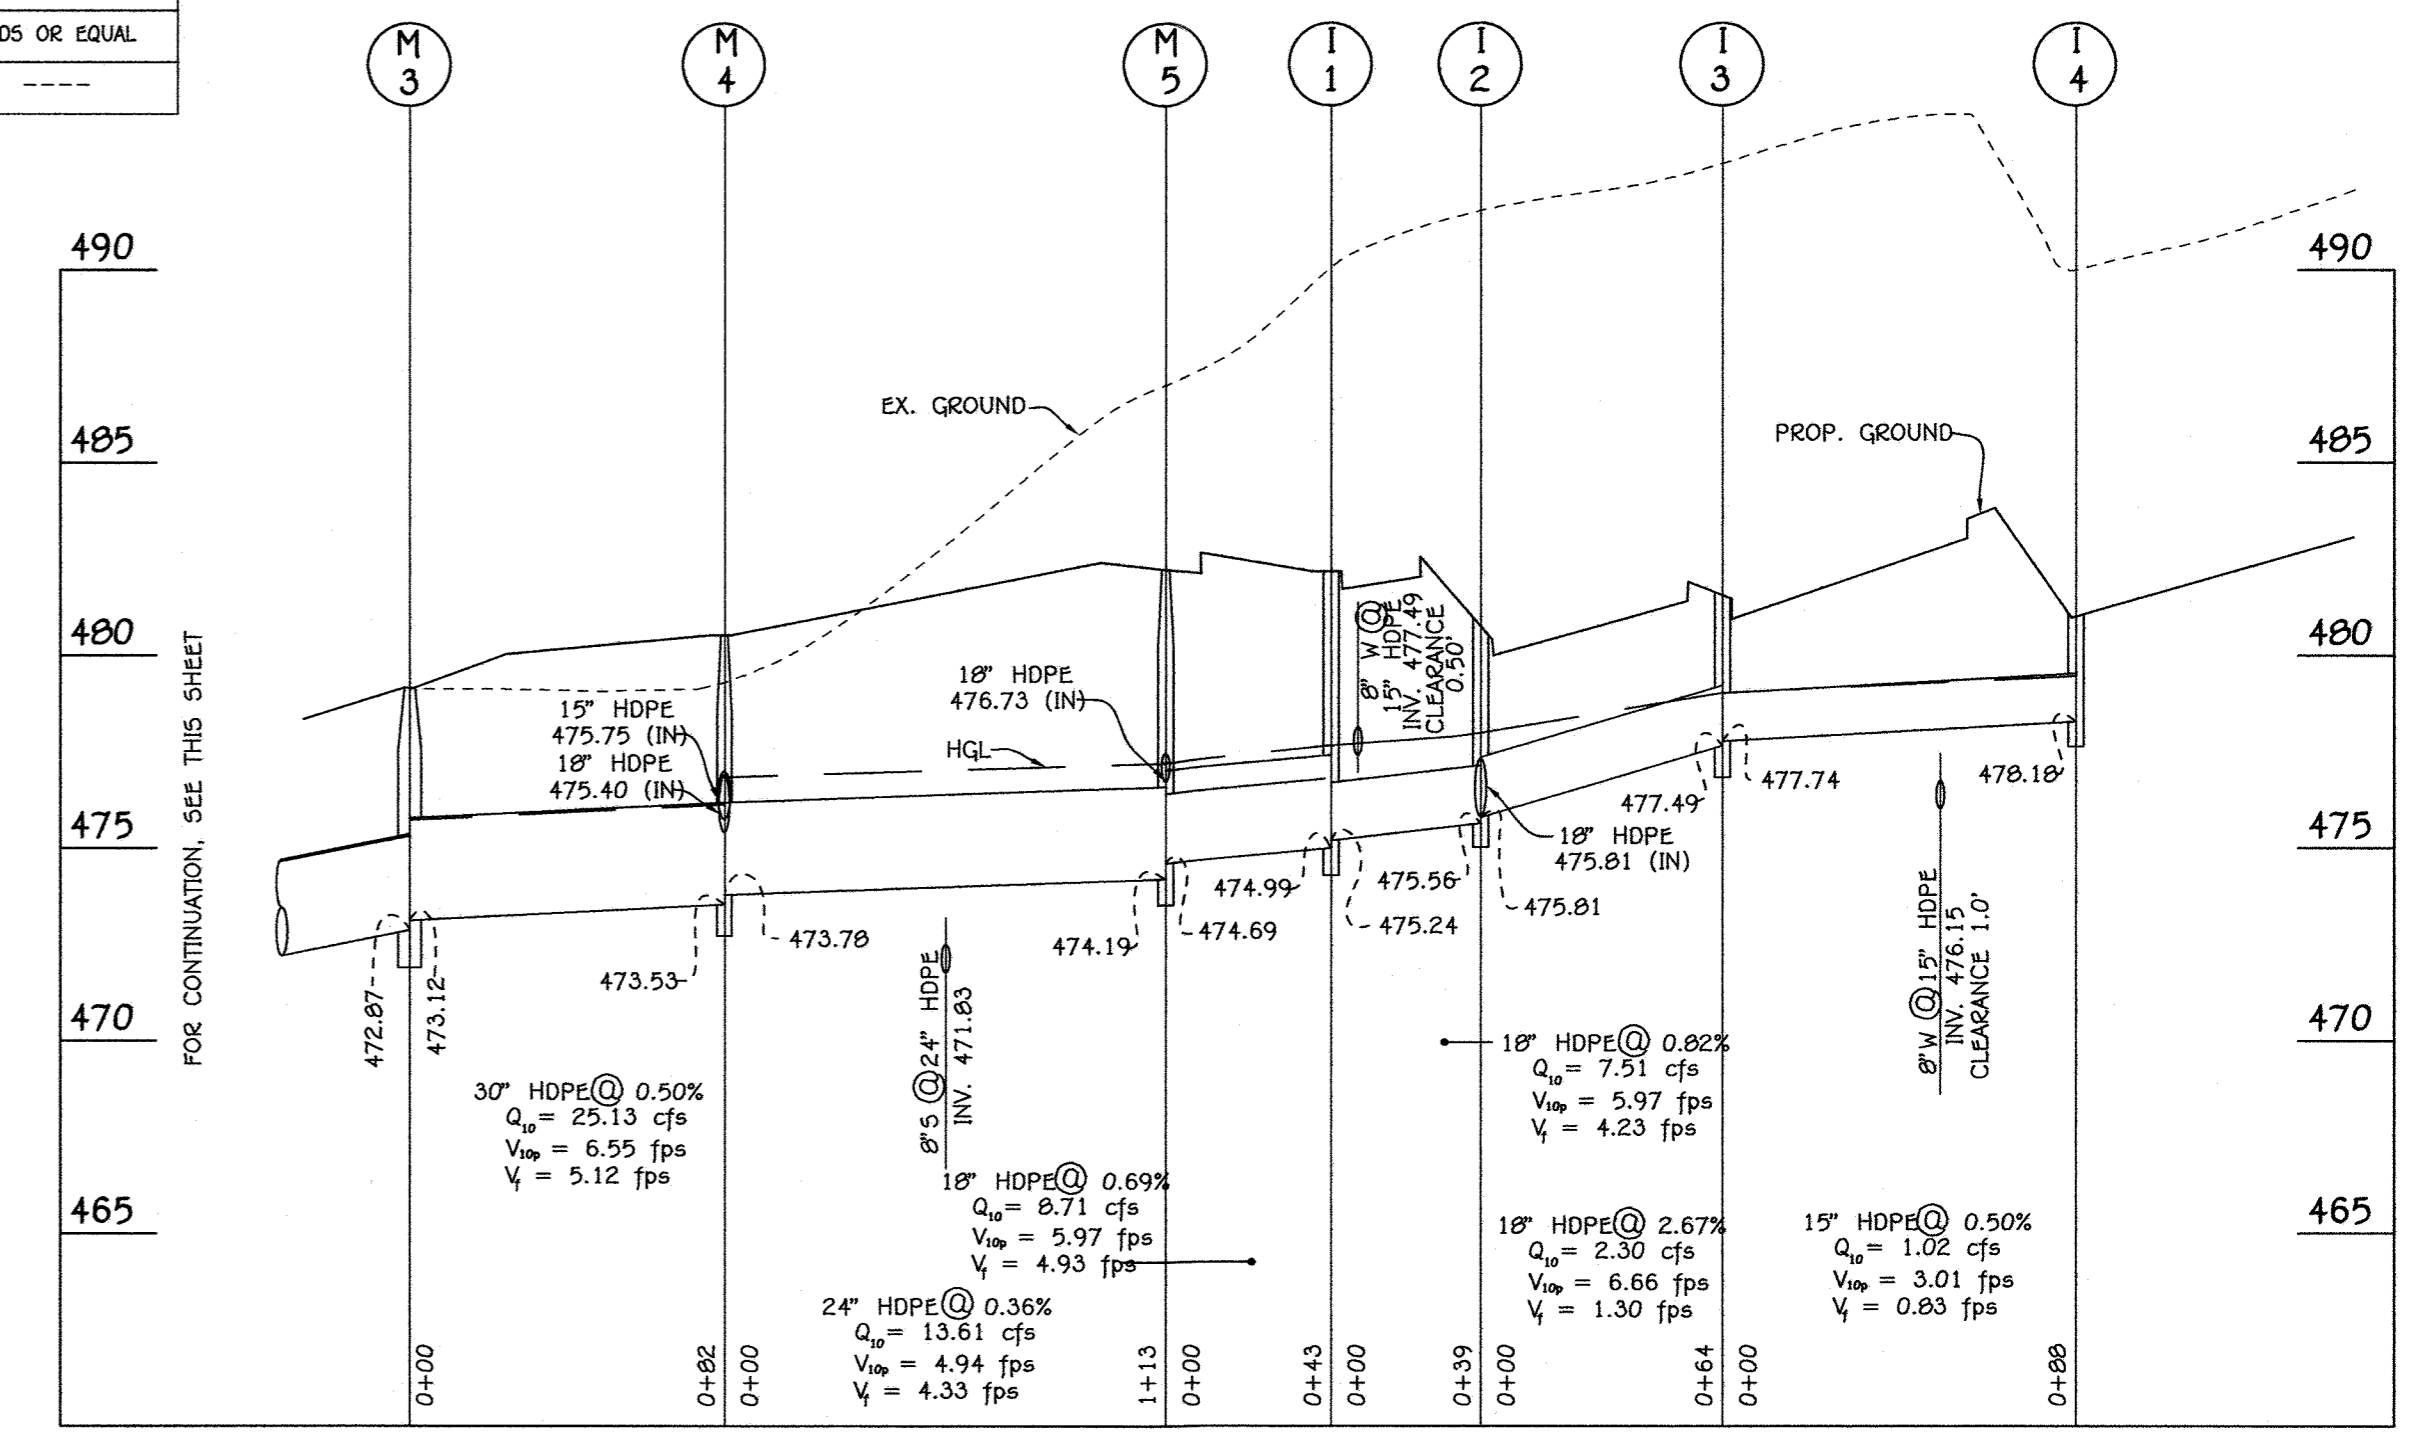 DS OR EQUAL
M
3
M
4
M
5
I
1
I
2
I
3
I
4
490
490
EX. GROUND
PROP. GROUND
485
485
480
480
FOR CONTINUATION, SEE THIS SHEET
15" HDPE
475.75 (IN)
18" HDPE
475.40 (IN)
18" HDPE
476.73 (IN)
HGL
8" W @
15" HDPE
INV. 477.49
CLEARANCE
0.50'
475
475
18" HDPE
475.81 (IN)
477.49
477.74
478.18
474.99
475.24
475.56
475.81
474.19
474.69
473.53
473.78
472.87
473.12
8"S @ 24" HDPE
INV. 471.83
8"W @ 15" HDPE
INV. 476.15
CLEARANCE 1.0'
470
470
30" HDPE @ 0.50%
Q10 = 25.13 cfs
V10p = 6.55 fps
Vf = 5.12 fps
18" HDPE @ 0.82%
Q10 = 7.51 cfs
V10p = 5.97 fps
Vf = 4.23 fps
18" HDPE @ 0.69%
Q10 = 8.71 cfs
V10p = 5.97 fps
Vf = 4.93 fps
465
465
18" HDPE @ 2.67%
Q10 = 2.30 cfs
V10p = 6.66 fps
Vf = 1.30 fps
15" HDPE @ 0.50%
Q10 = 1.02 cfs
V10p = 3.01 fps
Vf = 0.83 fps
24" HDPE @ 0.36%
Q10 = 13.61 cfs
V10p = 4.94 fps
Vf = 4.33 fps
0+00
0+82
0+00
1+13
0+00
0+43
0+00
0+39
0+00
0+64
0+00
0+88